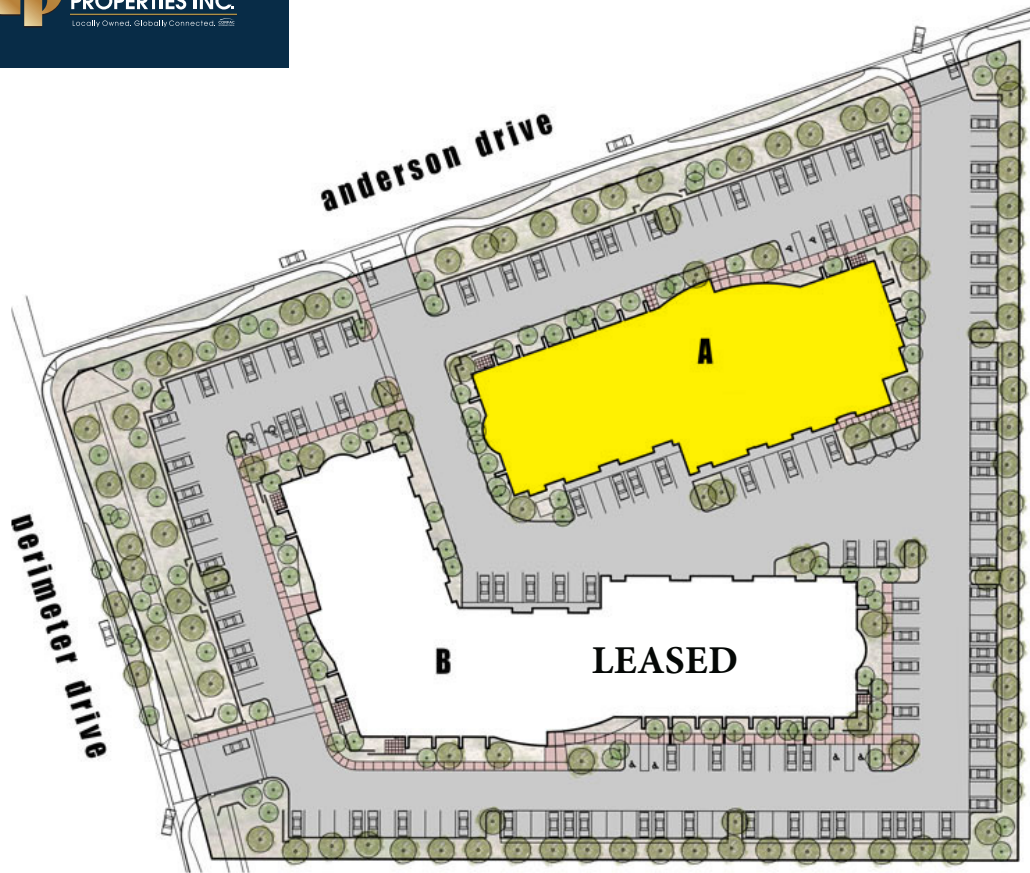 PROPERTIES INC.
Locally Owned. Globally Connected.
anderson drive
A
perimeter drive
B
LEASED